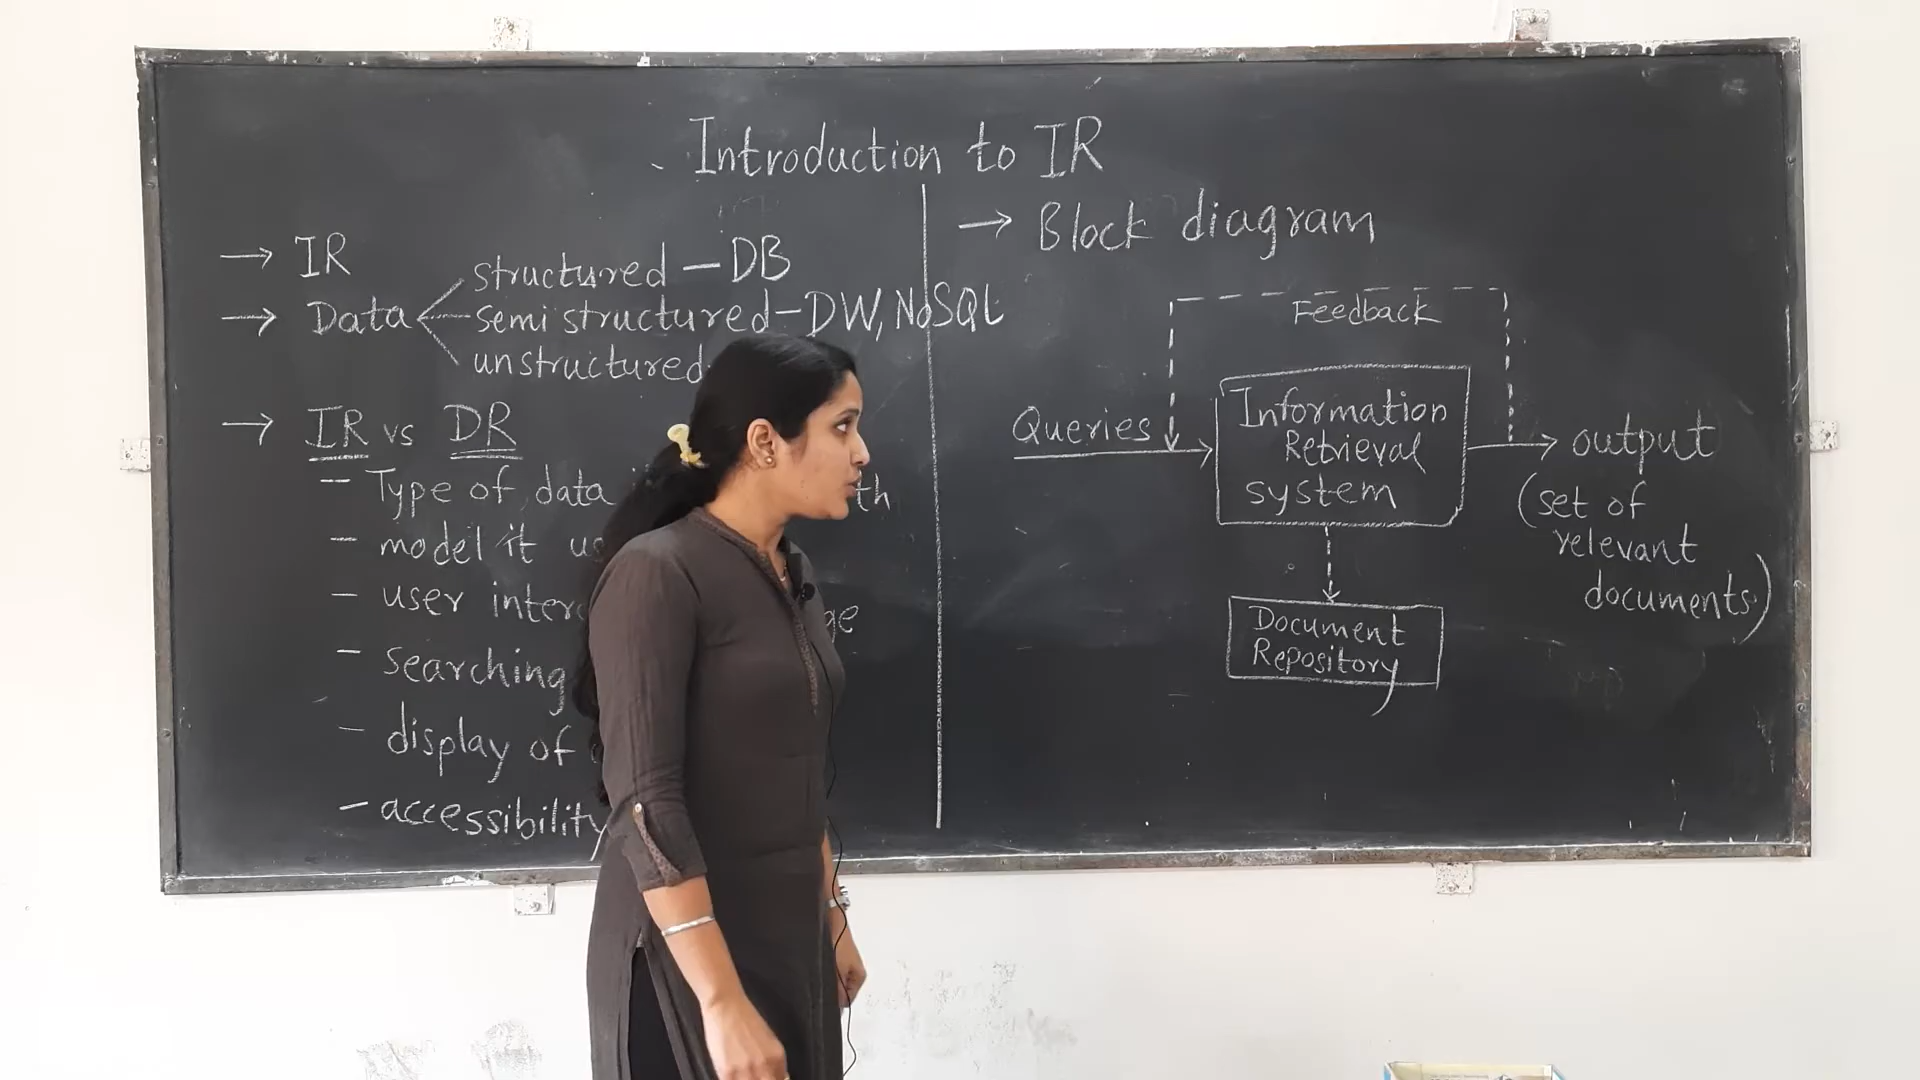 Introduction to IR
→ IR
→ Data
structured - DB
semi structured - DW, NoSQL
unstructured
→ IR vs DR
- Type of data
- model it
- user
- searching
- display of
- accessibility
→ Block diagram
Feedback
Queries
Information
Retrieval
system
output
(set of
relevant
documents)
Document
Repository